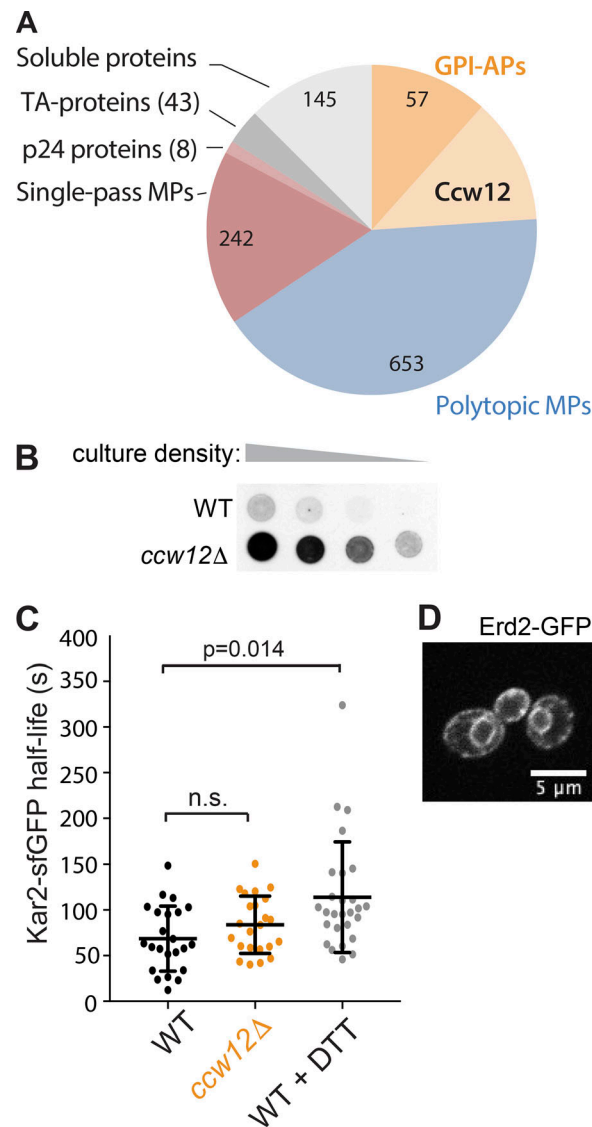 A
Soluble proteins
TA-proteins (43)
p24 proteins (8)
Single-pass MPs
145
57
GPI-APs
Ccw12
242
653
Polytopic MPs
B
culture density:
WT
ccw12Δ
C
Kar2-sfGFP half-life (s)
400
350
300
250
200
150
100
50
0
p=0.014
n.s.
WT
ccw12Δ
WT + DTT
D
Erd2-GFP
5 µm